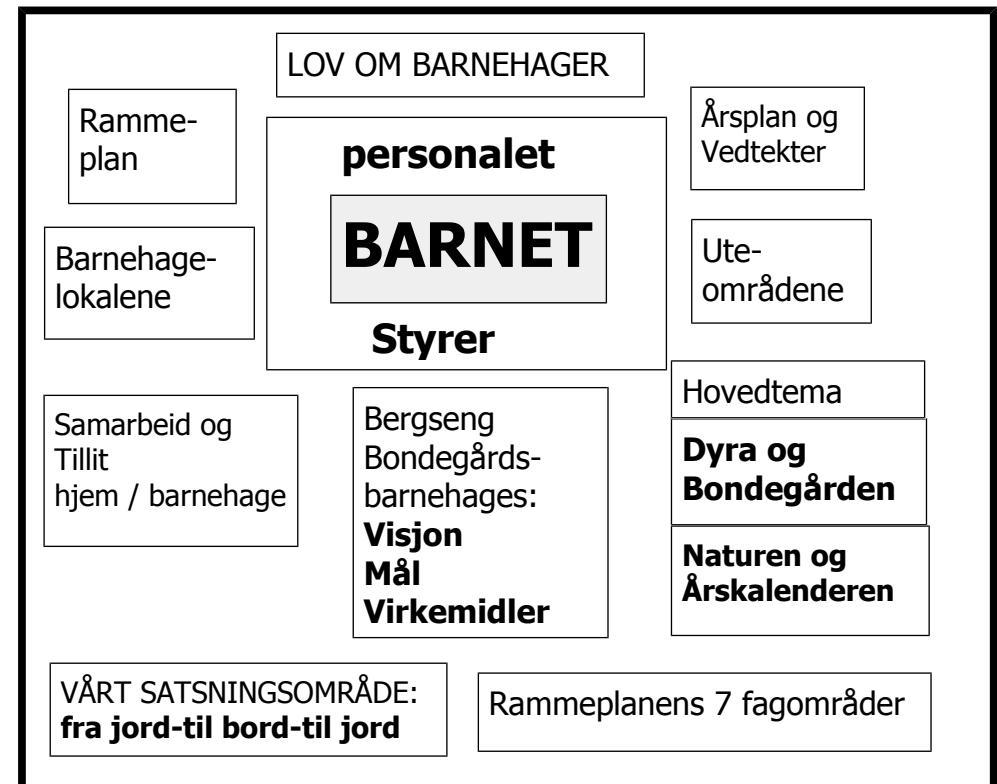 LOV OM BARNEHAGER
Ramme-
plan
personalet
BARNET
Styrer
Årsplan og
Vedtekter
Barnehage-
lokalene
Ute-
områdene
Samarbeid og
Tillit
hjem / barnehage
Bergseng
Bondegårds-
barnehages:
Visjon
Mål
Virkemidler
Hovedtema
Dyra og
Bondegården
Naturen og
Årskalenderen
VÅRT SATSNINGSOMRÅDE:
fra jord-til bord-til jord
Rammeplanens 7 fagområder